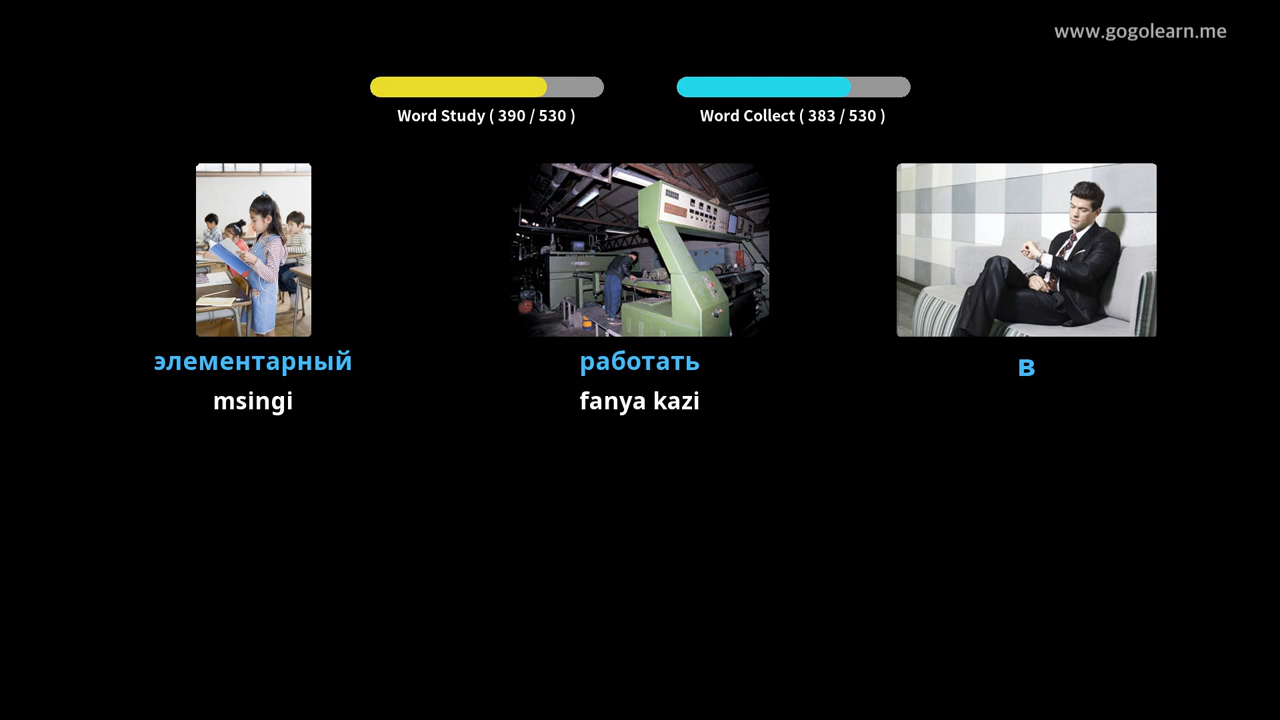 www.gogolearn.me
Word Study ( 390 / 530 )
Word Collect ( 383 / 530 )
элементарный
msingi
работать
fanya kazi
в